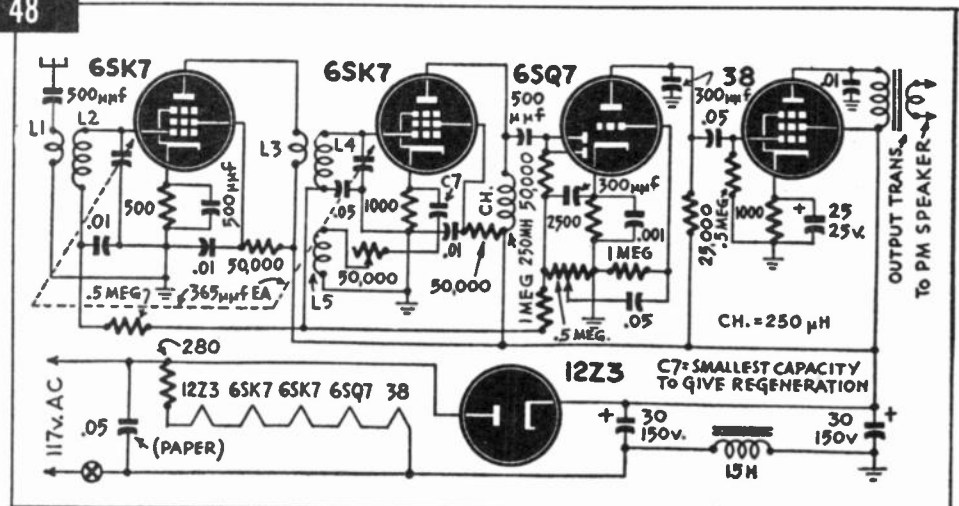 48
6SK7
6SK7
6SQ7
38
500µµf
L1
L2
L3
L4
L5
500
500µµf
.01
.01
50,000
.5 MEG.
365µµf EA
.05
1000
C7
.01
CH.
50,000
50,000
500 µµf
300µµf
300µµf
2500
.001
1 MEG 250MH 50,000
1 MEG
.5 MEG.
.05
.05
25,000
.5 MEG.
1000
+
25
25v.
.01
OUTPUT TRANS.
TO PM SPEAKER
CH. = 250 µH
C7 = SMALLEST CAPACITY
TO GIVE REGENERATION
280
12Z3 6SK7 6SK7 6SQ7 38
12Z3
117v. AC
.05
(PAPER)
+
30
150v.
15H
30
150v
+